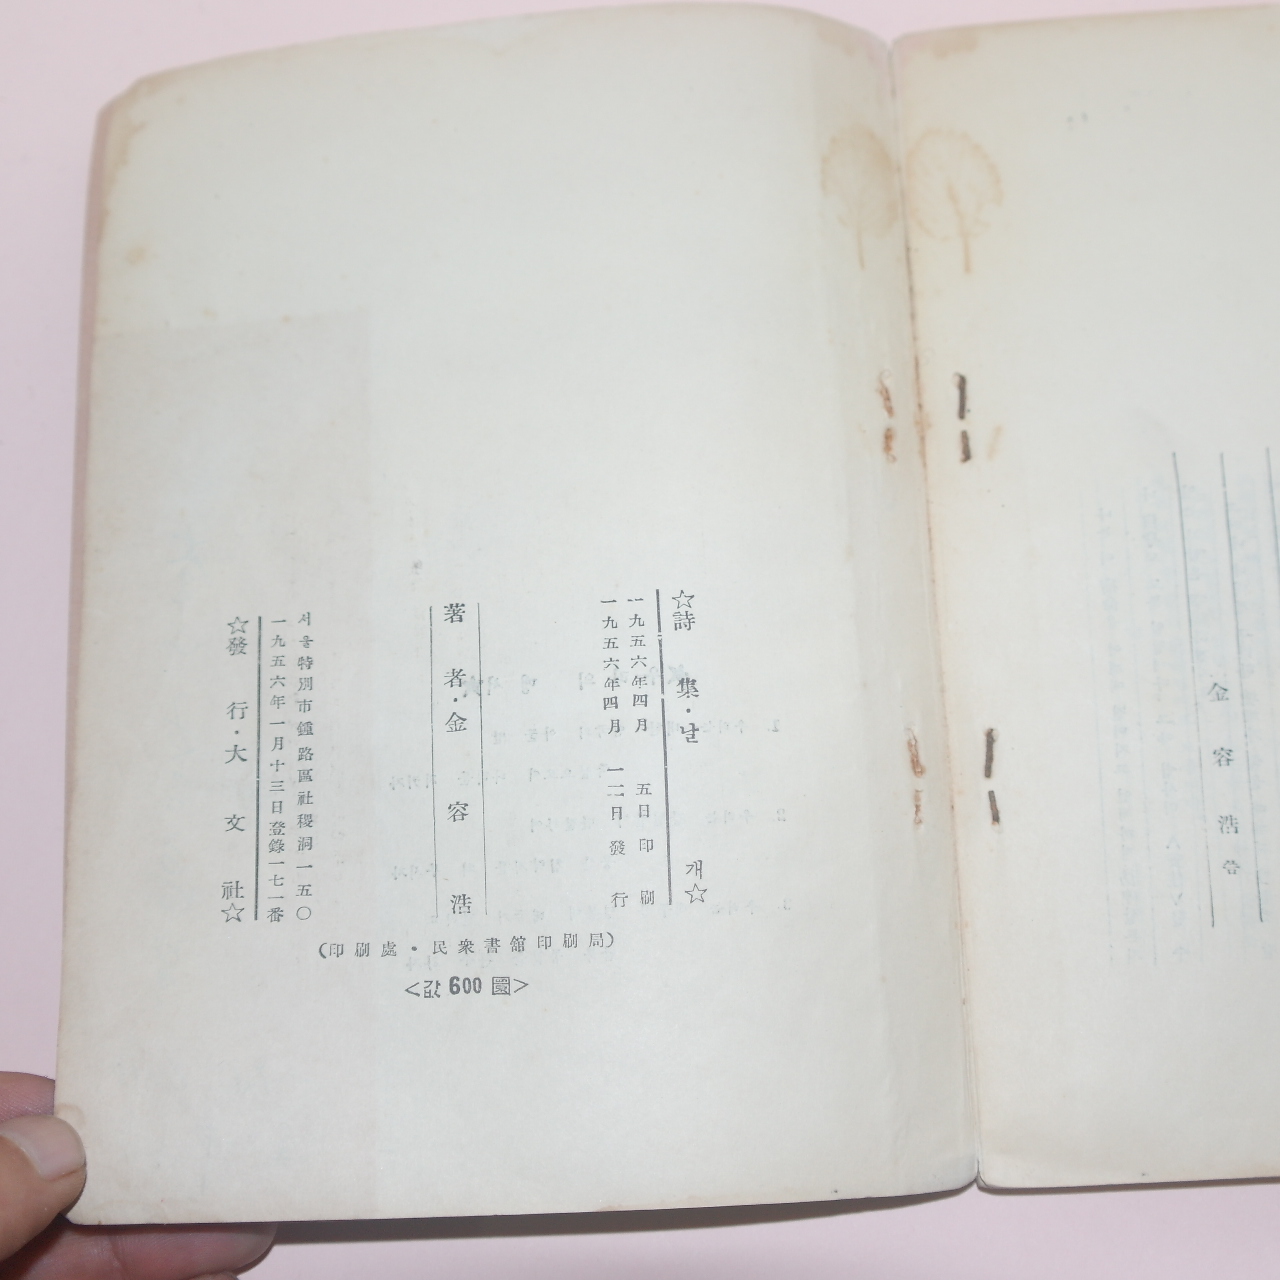 ☆詩集·날개☆
一九五六年四月 五日印刷
一九五六年四月 一二日發行
著者·金容浩
서울特別市鍾路區社稷洞一五〇
一九五六年一月十三日登錄一七一番
☆發行·大文社☆
(印刷處·民衆書館印刷局)
<값 600 圜>
金容浩